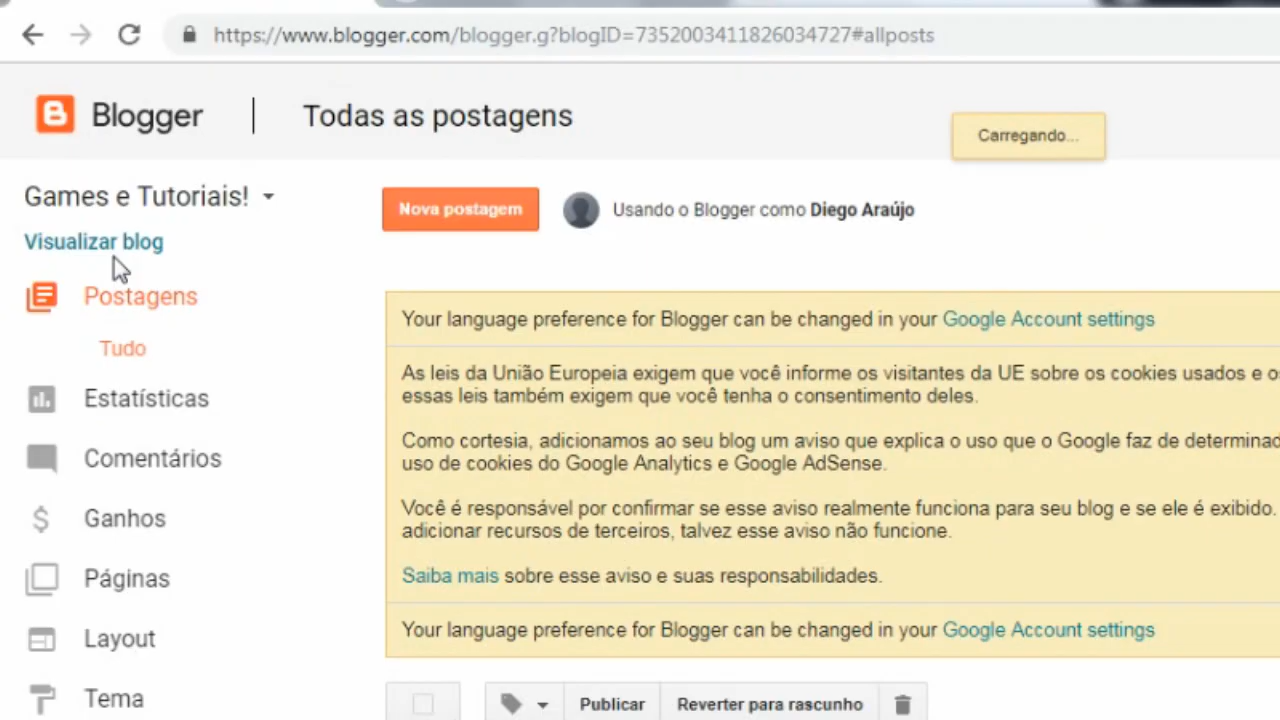 https://www.blogger.com/blogger.g?blogID=7352003411826034727#allposts
Blogger
Todas as postagens
Carregando...
Games e Tutoriais!
Nova postagem
Usando o Blogger como Diego Araújo
Visualizar blog
Postagens
Tudo
Estatísticas
Comentários
Ganhos
Páginas
Layout
Tema
Your language preference for Blogger can be changed in your Google Account settings
As leis da União Europeia exigem que você informe os visitantes da UE sobre os cookies usados e os
essas leis também exigem que você tenha o consentimento deles.
Como cortesia, adicionamos ao seu blog um aviso que explica o uso que o Google faz de determinad
uso de cookies do Google Analytics e Google AdSense.
Você é responsável por confirmar se esse aviso realmente funciona para seu blog e se ele é exibido.
adicionar recursos de terceiros, talvez esse aviso não funcione.
Saiba mais sobre esse aviso e suas responsabilidades.
Your language preference for Blogger can be changed in your Google Account settings
Publicar
Reverter para rascunho